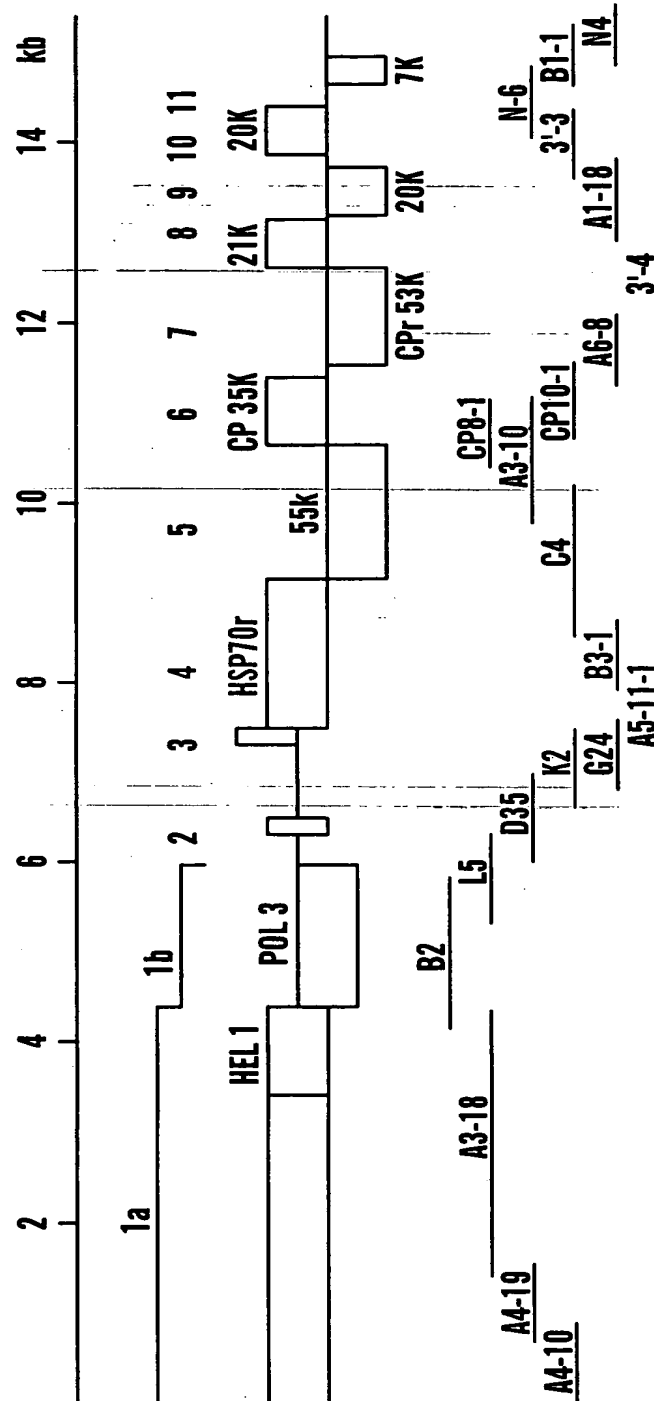 2 4 6 8 10 12 14 kb
1a 1b 2 3 4 5 6 7 8 9 10 11
HEL 1 POL 3 HSP70r 55K CP 35K CPr 53K 21K 20K 20K 7K
A4-10
A4-19
A3-18
B2
L5
D35
K2
G24
A5-11-1
B3-1
C4
A3-10
CP8-1
CP10-1
A6-8
3'-4
A1-18
3'-3
N-6
B1-1
N4